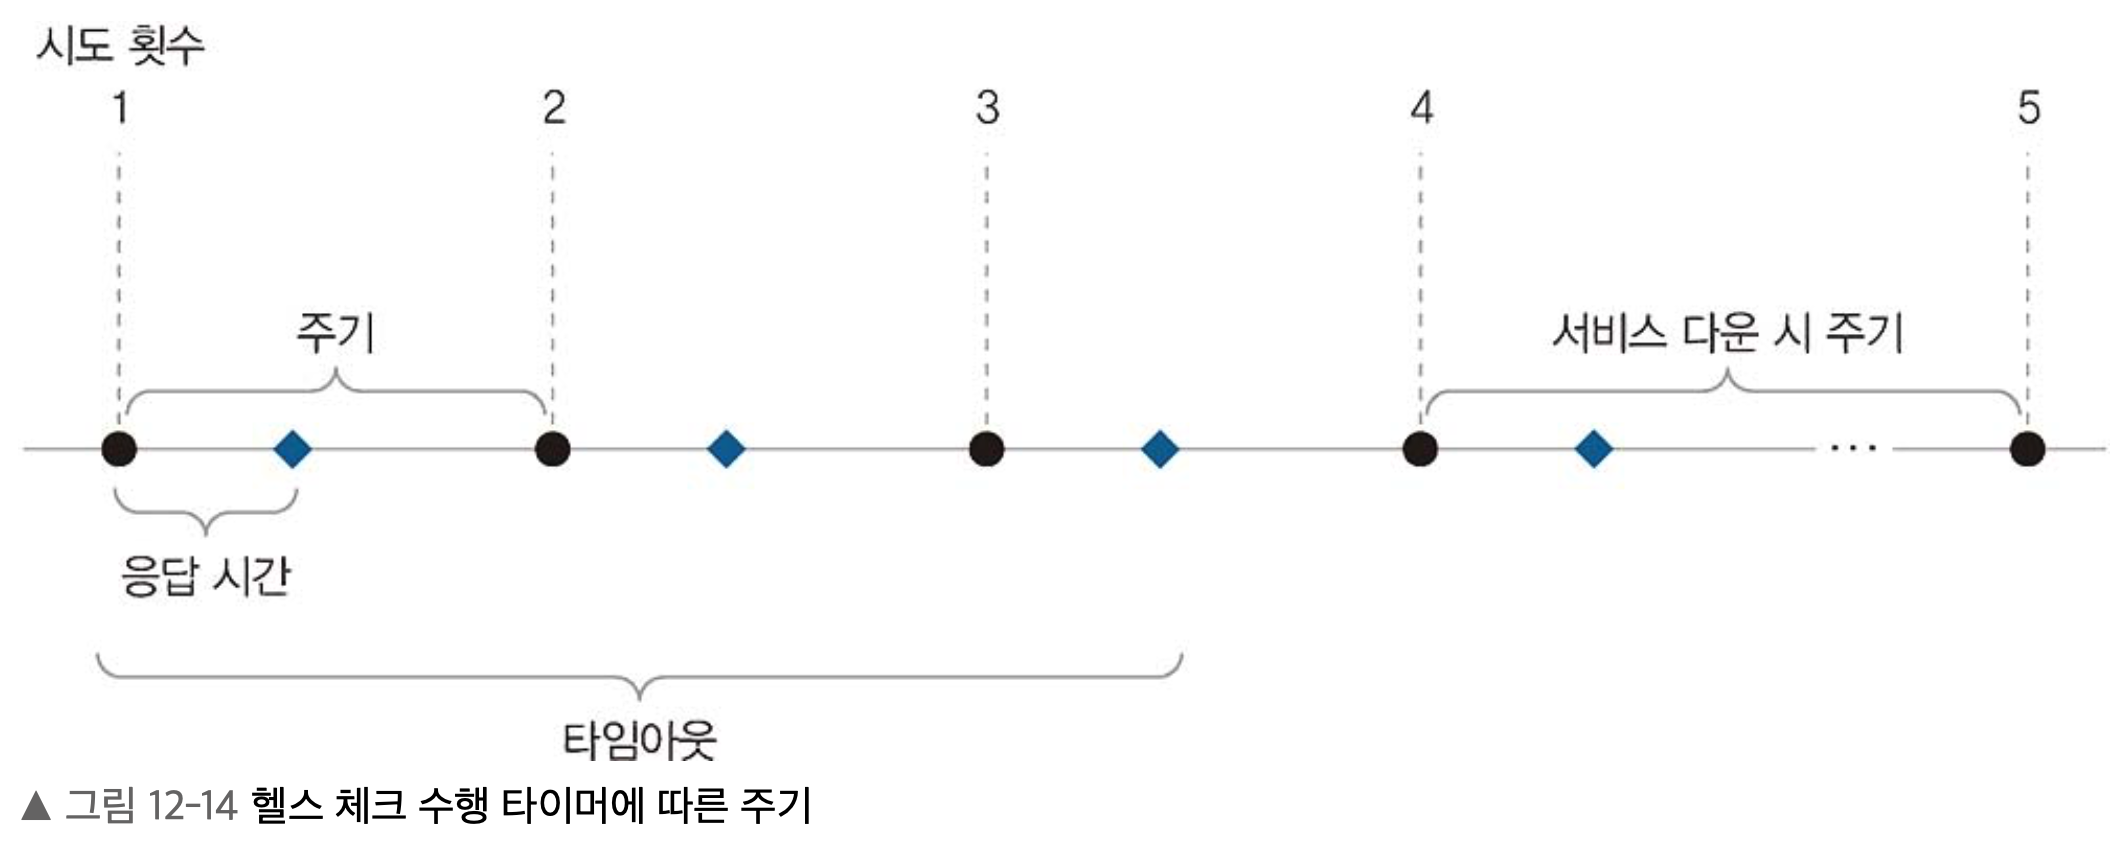 시도 횟수
1 2 3 4 5
주기 서비스 다운 시 주기
...
응답 시간
타임아웃
▲ 그림 12-14 헬스 체크 수행 타이머에 따른 주기